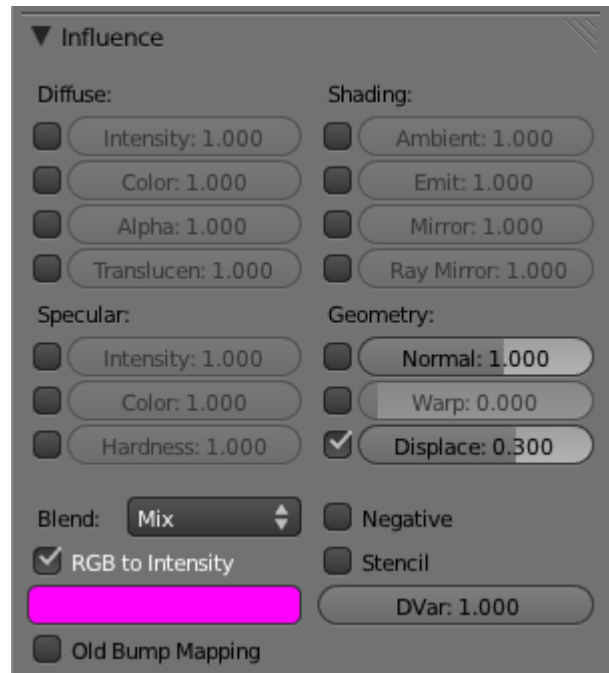 Influence
Diffuse:
Intensity: 1.000
Color: 1.000
Alpha: 1.000
Translucen: 1.000
Shading:
Ambient: 1.000
Emit: 1.000
Mirror: 1.000
Ray Mirror: 1.000
Specular:
Intensity: 1.000
Color: 1.000
Hardness: 1.000
Geometry:
Normal: 1.000
Warp: 0.000
Displace: 0.300
Blend: Mix
RGB to Intensity
Old Bump Mapping
Negative
Stencil
DVar: 1.000